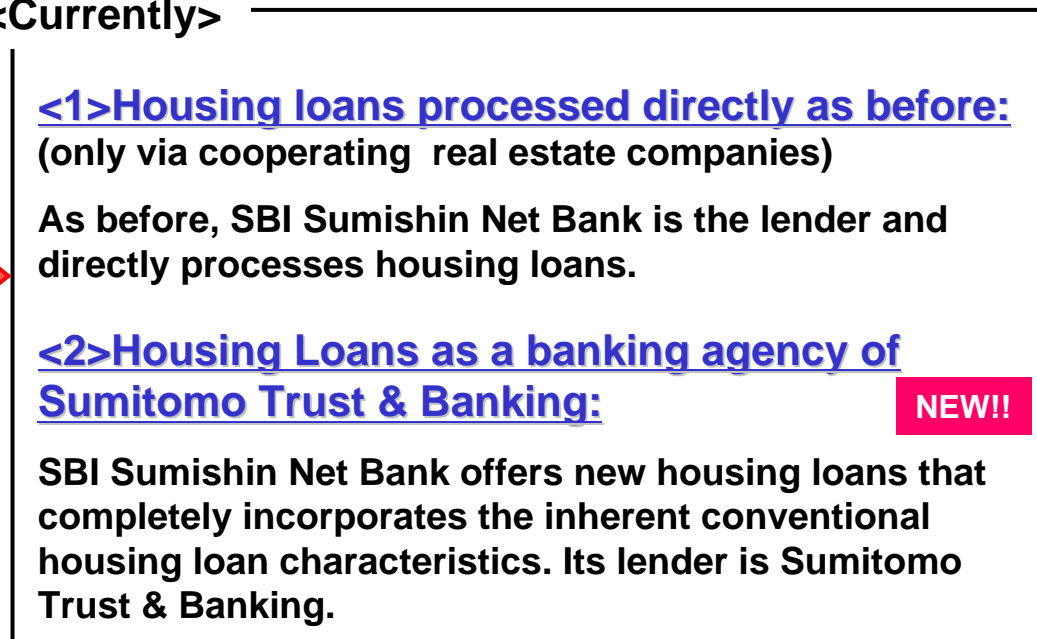 <Currently>
<1>Housing loans processed directly as before:
(only via cooperating real estate companies)
As before, SBI Sumishin Net Bank is the lender and
directly processes housing loans.
<2>Housing Loans as a banking agency of
Sumitomo Trust & Banking:
NEW!!
SBI Sumishin Net Bank offers new housing loans that
completely incorporates the inherent conventional
housing loan characteristics. Its lender is Sumitomo
Trust & Banking.